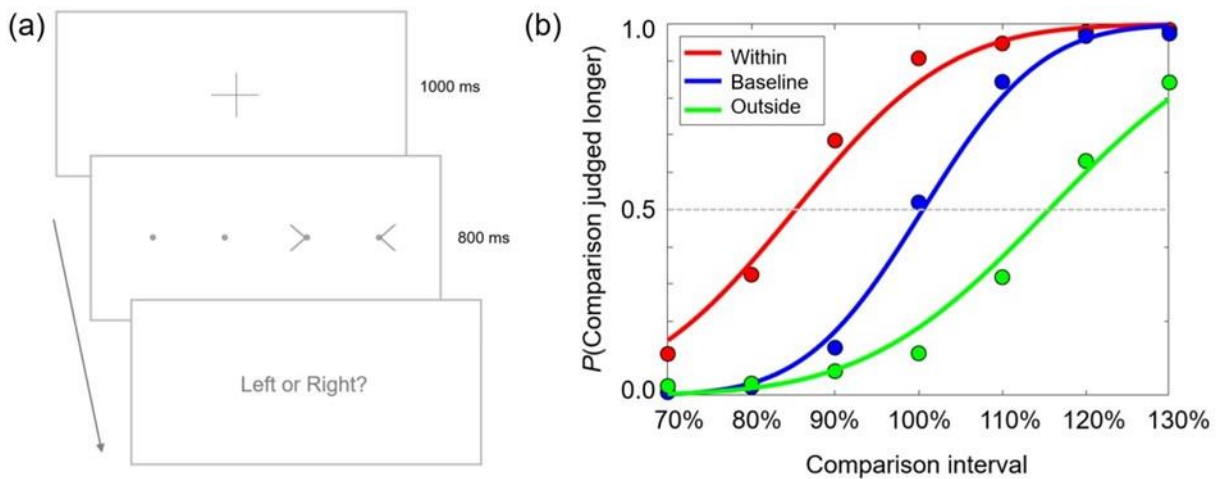 (a)
1000 ms
800 ms
Left or Right?
(b)
P(Comparison judged longer)
1.0
0.5
0.0
Within
Baseline
Outside
70% 80% 90% 100% 110% 120% 130%
Comparison interval